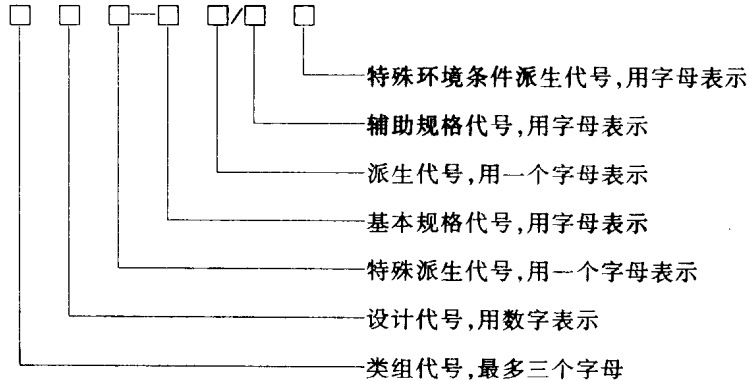 □ □ □—□ □/□ □
特殊环境条件派生代号,用字母表示
辅助规格代号,用字母表示
派生代号,用一个字母表示
基本规格代号,用字母表示
特殊派生代号,用一个字母表示
设计代号,用数字表示
类组代号,最多三个字母